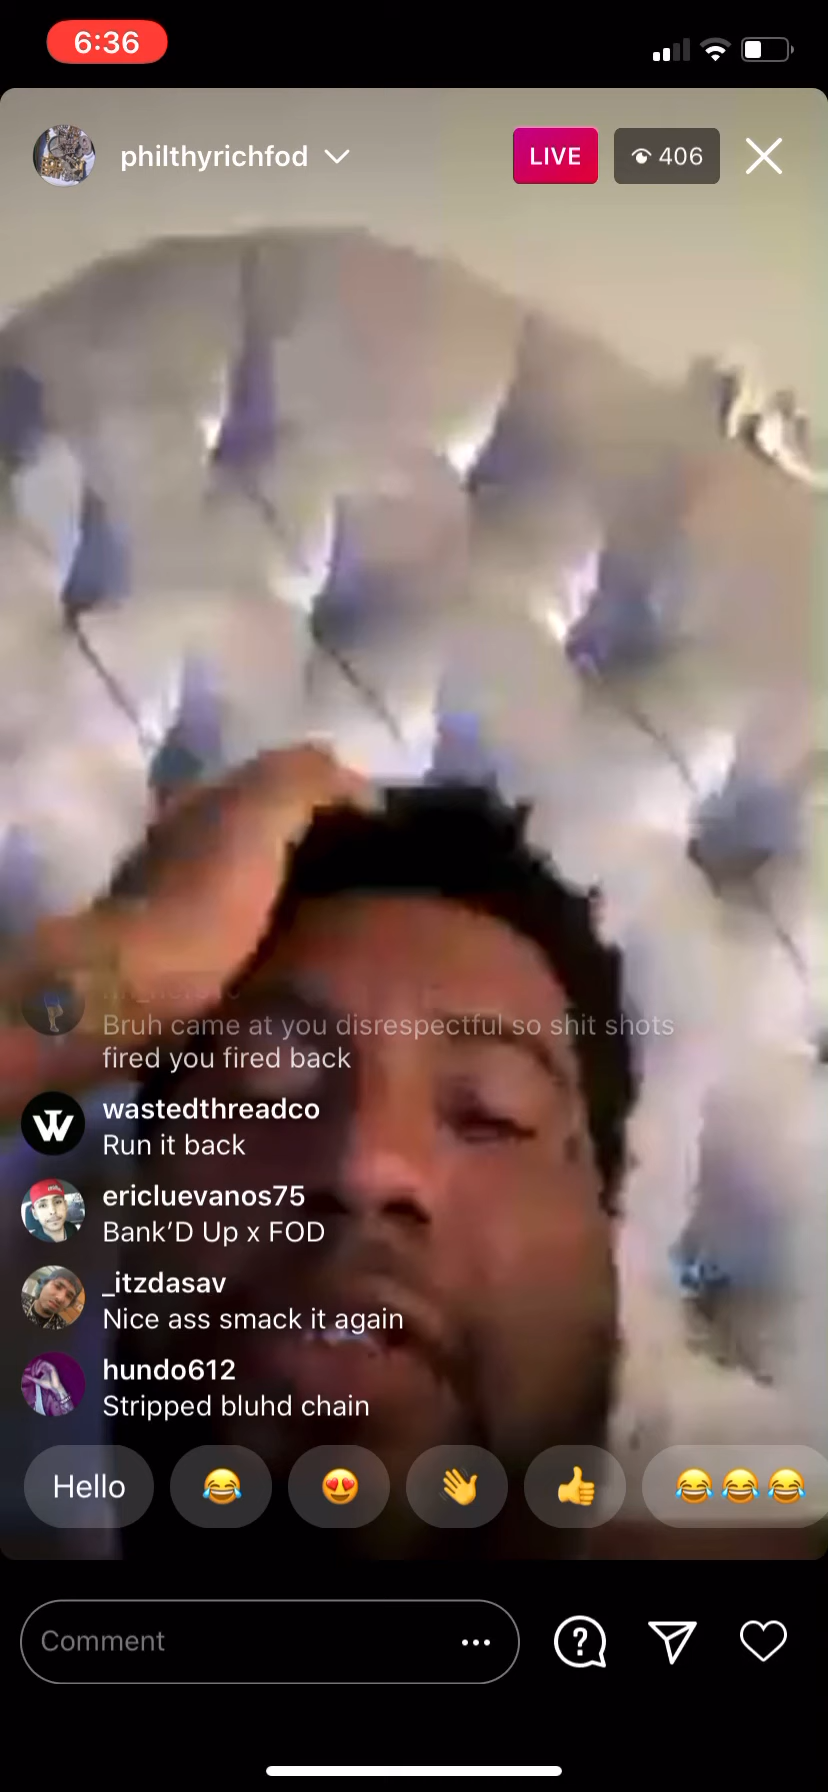 6:36
philthyrichfod
LIVE
406
Bruh came at you disrespectful so shit shots
fired you fired back
wastedthreadco
Run it back
ericluevanos75
Bank’D Up x FOD
_itzdasav
Nice ass smack it again
hundo612
Stripped bluhd chain
Hello
Comment